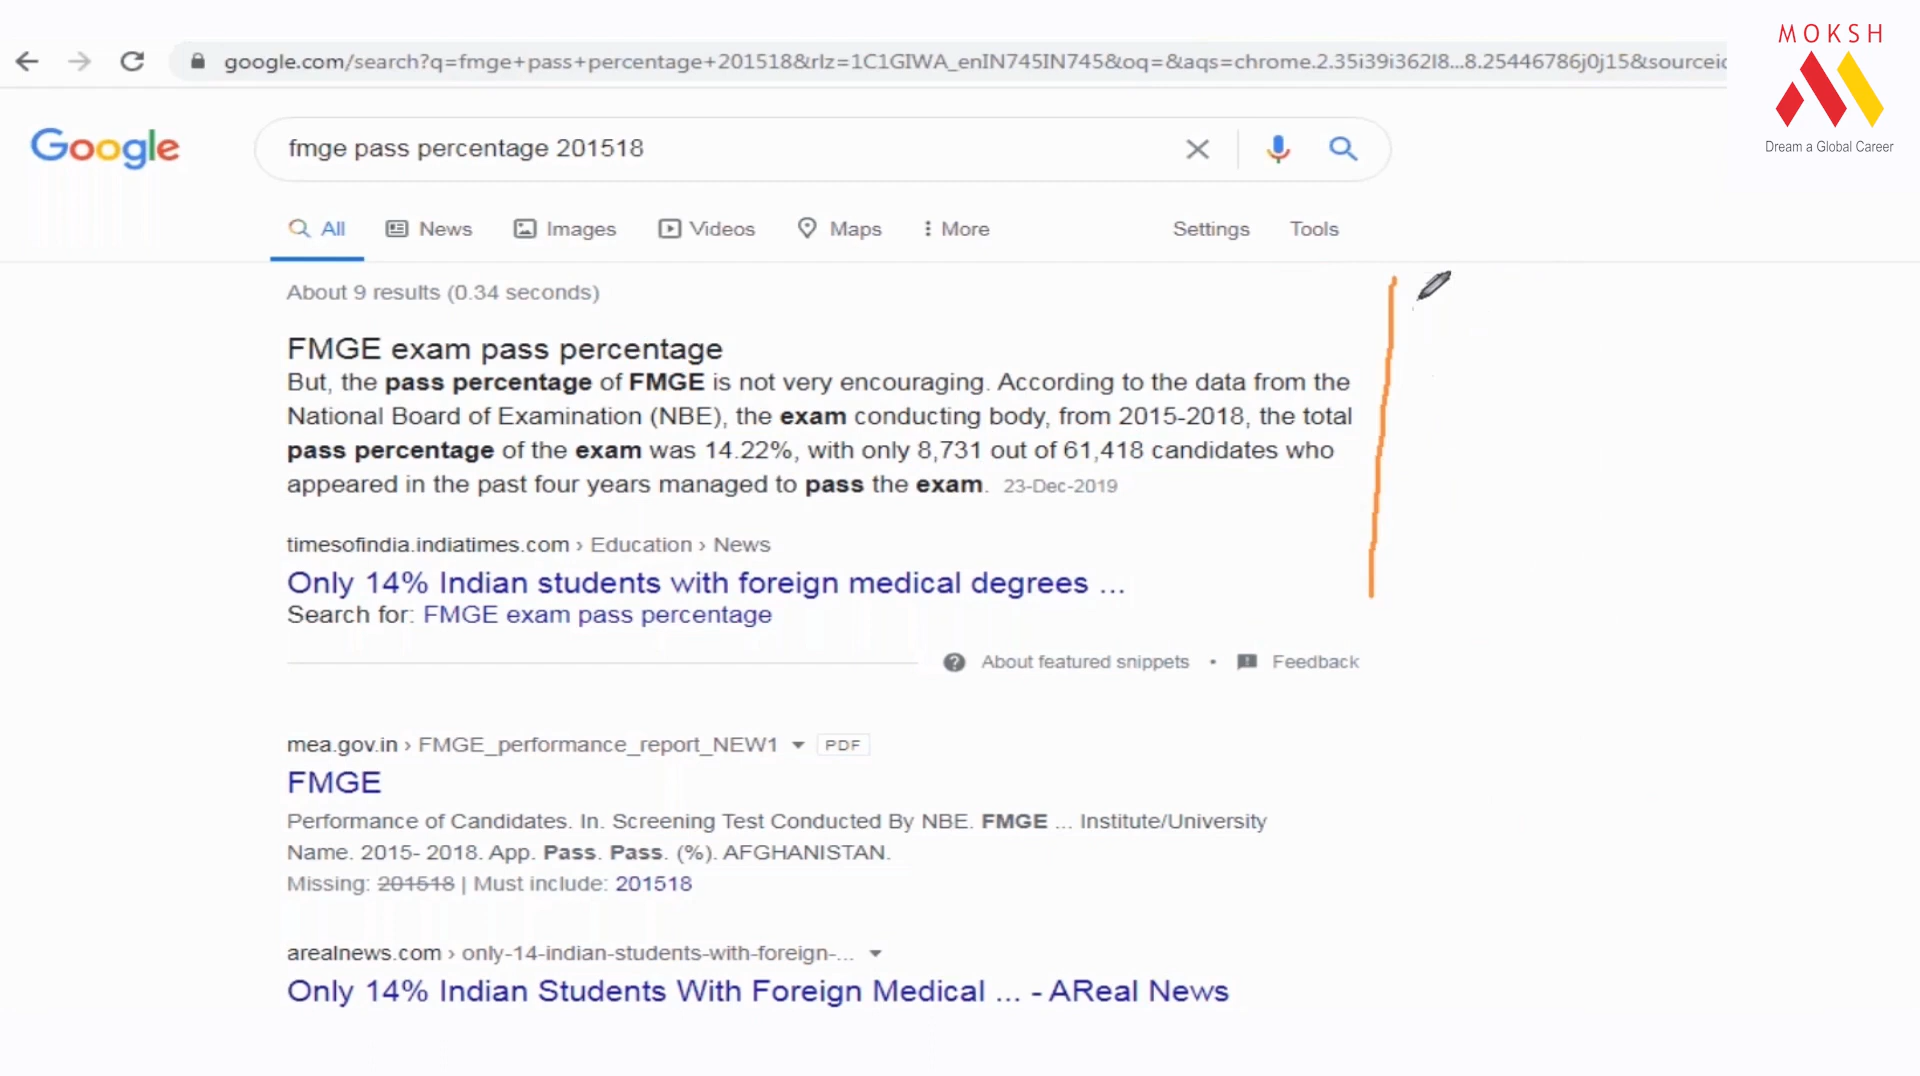 MOKSH
Dream a Global Career
google.com/search?q=fmge+pass+percentage+201518&rlz=1C1GIWA_enIN745IN745&oq=&aqs=chrome.2.35i39i362l8...8.25446786j0j15&sourceid
Google
fmge pass percentage 201518
All News Images Videos Maps More Settings Tools
About 9 results (0.34 seconds)
FMGE exam pass percentage
But, the pass percentage of FMGE is not very encouraging. According to the data from the
National Board of Examination (NBE), the exam conducting body, from 2015-2018, the total
pass percentage of the exam was 14.22%, with only 8,731 out of 61,418 candidates who
appeared in the past four years managed to pass the exam. 23-Dec-2019
timesofindia.indiatimes.com › Education › News
Only 14% Indian students with foreign medical degrees ...
Search for: FMGE exam pass percentage
About featured snippets • Feedback
mea.gov.in › FMGE_performance_report_NEW1 PDF
FMGE
Performance of Candidates. In. Screening Test Conducted By NBE. FMGE ... Institute/University
Name. 2015- 2018. App. Pass. Pass. (%). AFGHANISTAN.
Missing: 201518 | Must include: 201518
arealnews.com › only-14-indian-students-with-foreign-...
Only 14% Indian Students With Foreign Medical ... - AReal News